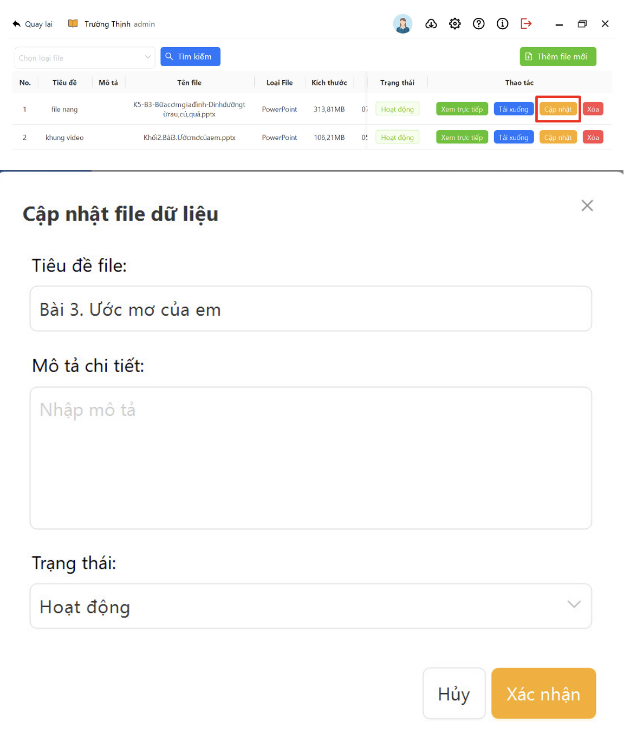 Quay lại Trường Thịnh admin
Chọn loại file Tìm kiếm Thêm file mới
No. Tiêu đề Mô tả Tên file Loại File Kích thước Trạng thái Thao tác
1 file nang K5-B3-Bữacơmgiađình-Dinhdưỡngt PowerPoint 313,81MB 07 Hoạt động Xem trực tiếp Tải xuống Cập nhật Xóa
ừrau,củ,quả.pptx
2 khung video Khối2.Bài3.Ướcmơcủaem.pptx PowerPoint 106,21MB 05 Hoạt động Xem trực tiếp Tải xuống Cập nhật Xóa
Cập nhật file dữ liệu
Tiêu đề file:
Bài 3. Ước mơ của em
Mô tả chi tiết:
Nhập mô tả
Trạng thái:
Hoạt động
Hủy Xác nhận